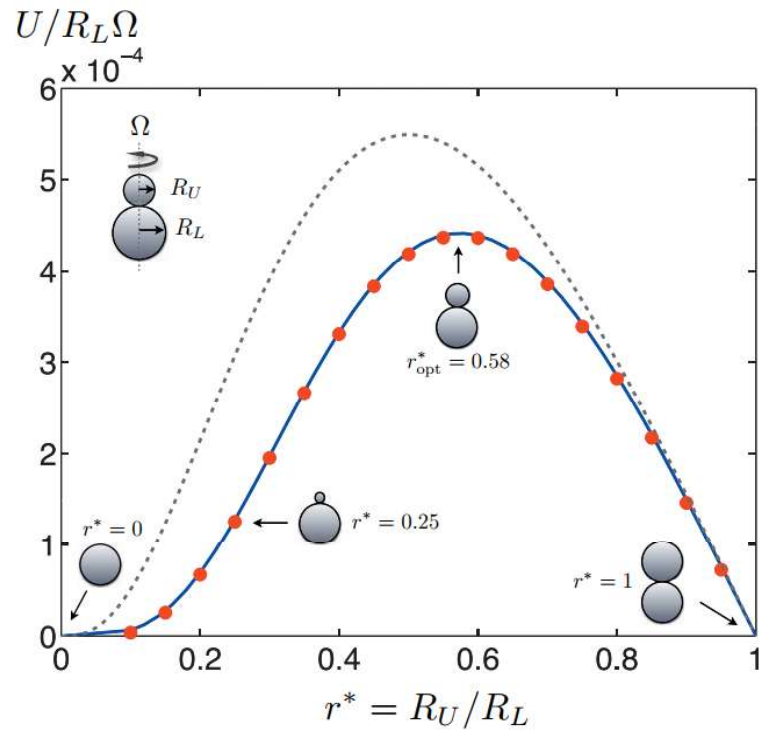 U/R_LΩ
x 10⁻⁴
6
5
4
3
2
1
0
Ω
R_U
R_L
r*_opt = 0.58
r* = 0.25
r* = 0
r* = 1
0 0.2 0.4 0.6 0.8 1
r* = R_U/R_L